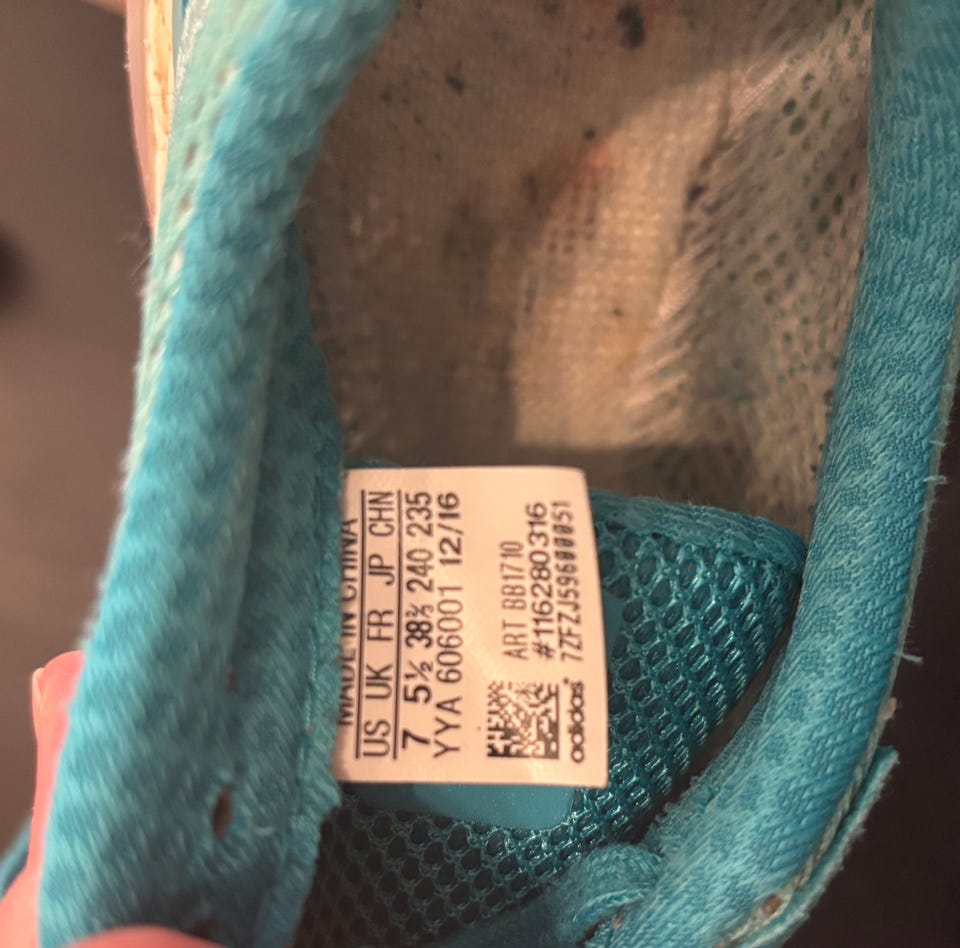 MADE IN CHINA
US UK FR JP CHN
7 5½ 38⅔ 240 235
YYA 606001 12/16
ART BB1710
#116280316
7ZFZJ59600051
adidas